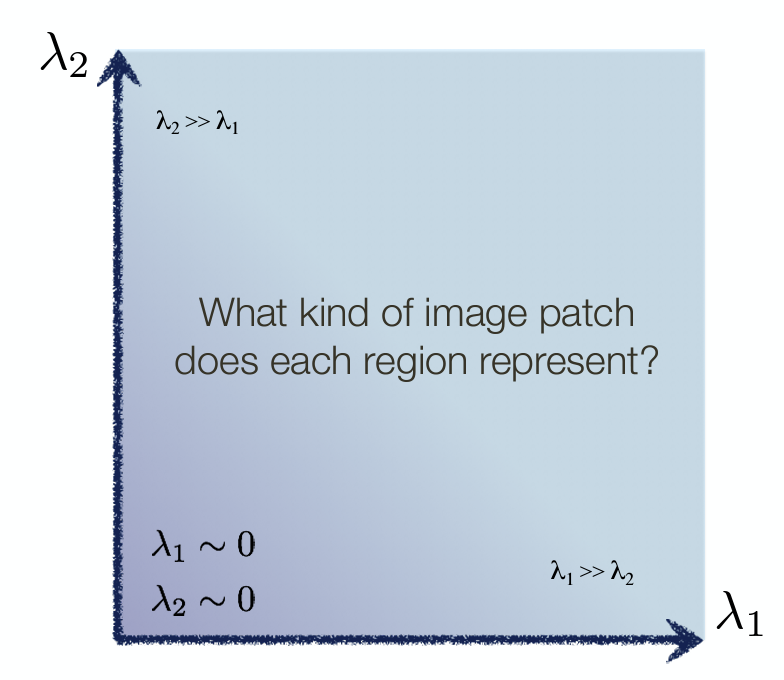 λ₂
λ₂ >> λ₁
What kind of image patch
does each region represent?
λ₁ ∼ 0
λ₂ ∼ 0
λ₁ >> λ₂
λ₁